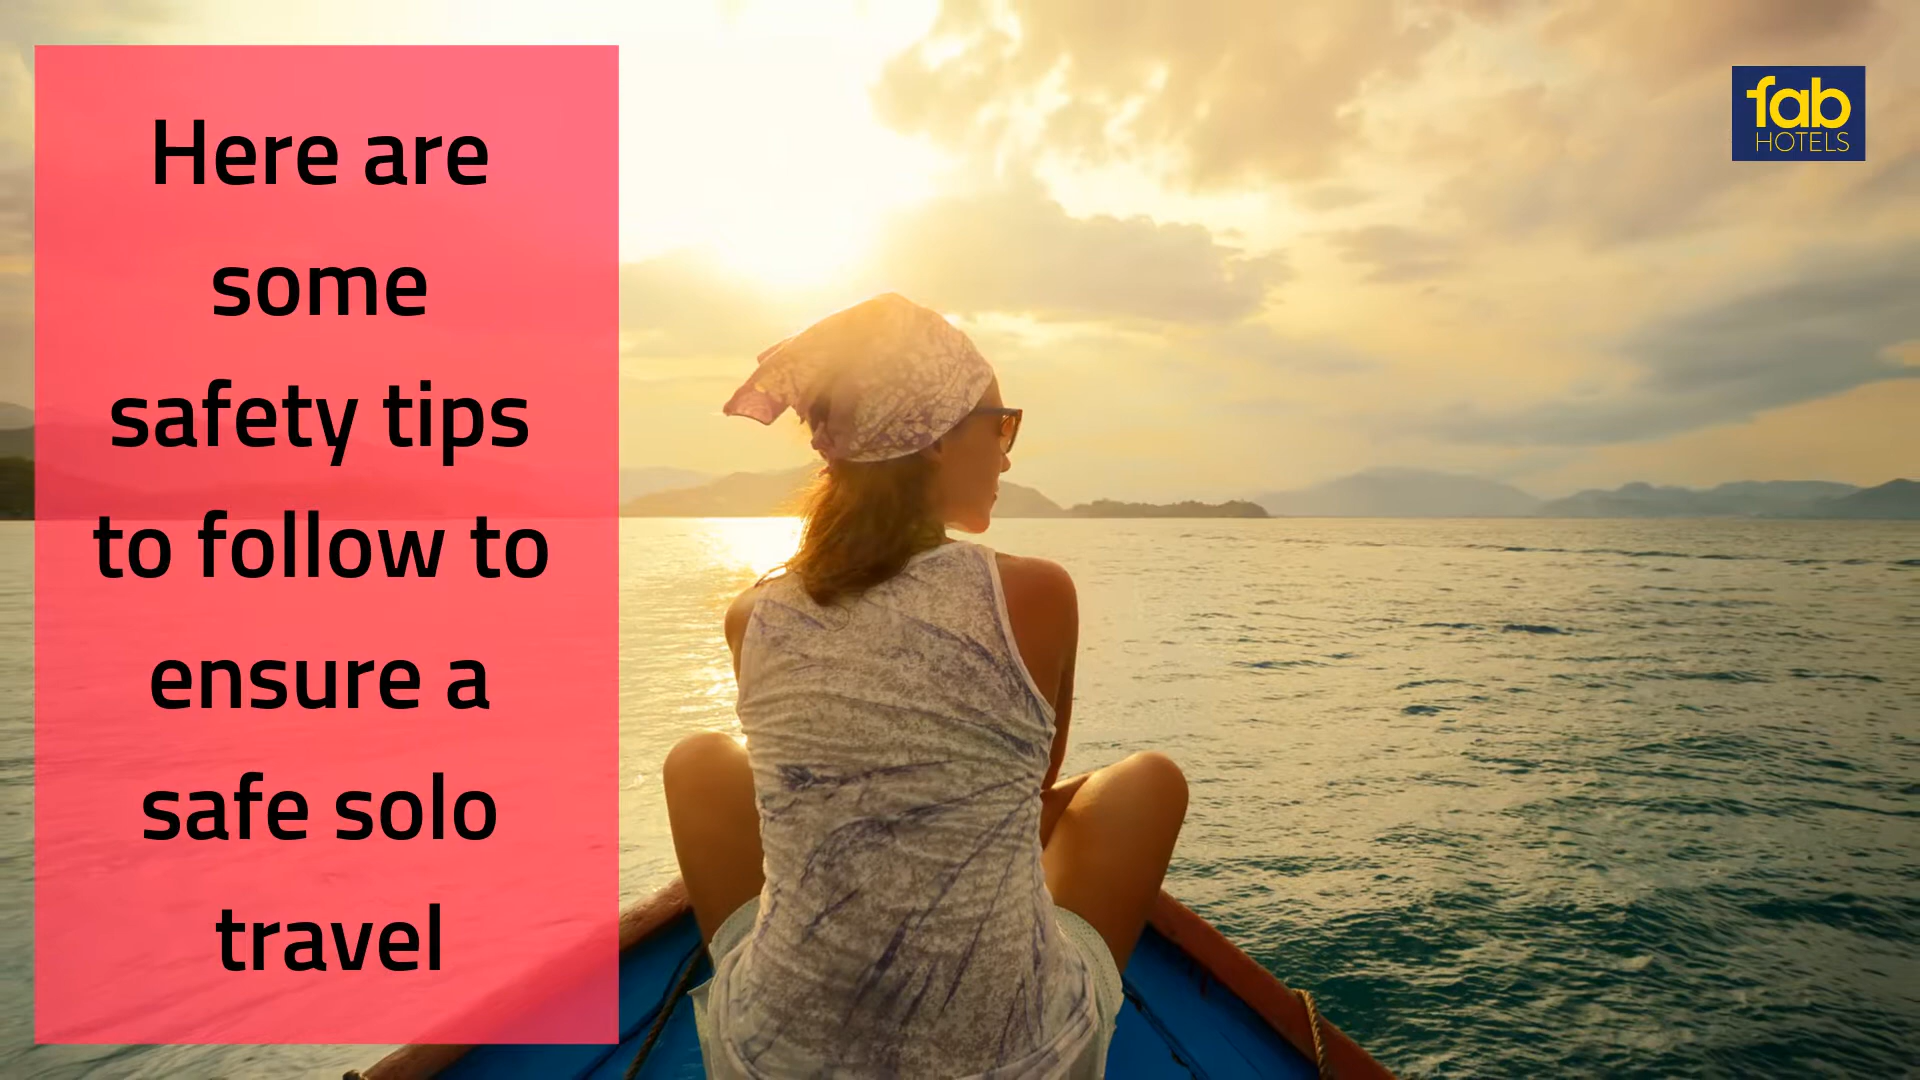 Here are
some
safety tips
to follow to
ensure a
safe solo
travel
fab
HOTELS